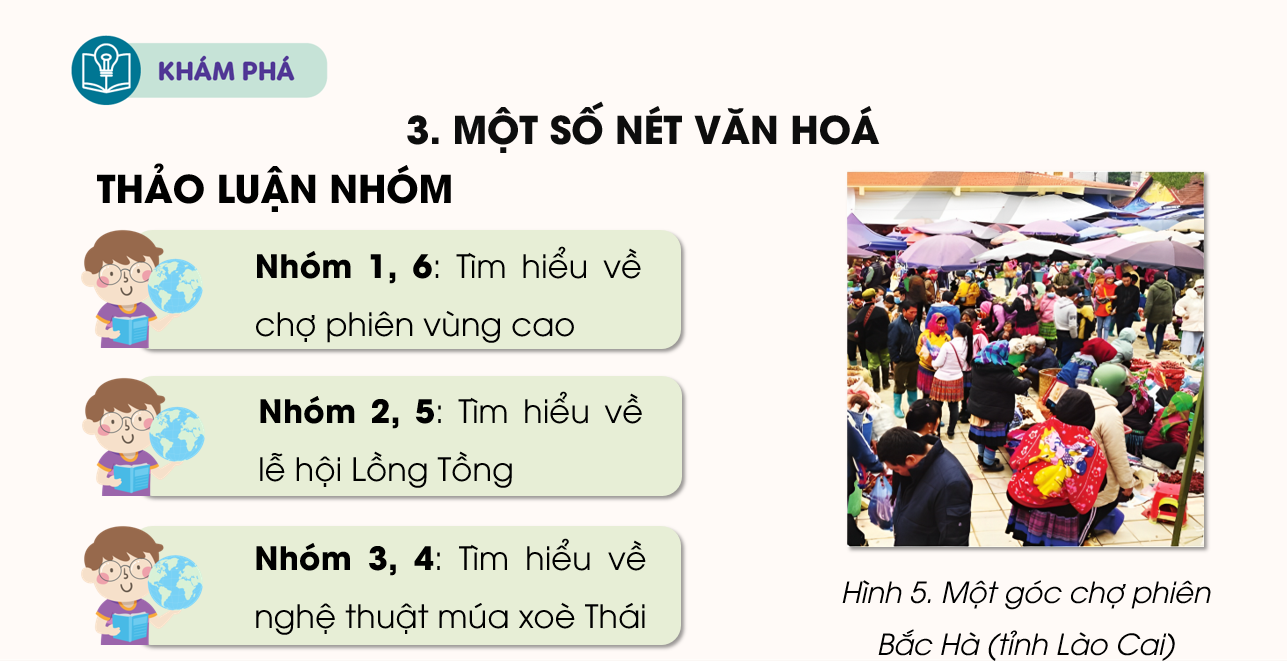 KHÁM PHÁ
3. MỘT SỐ NÉT VĂN HOÁ
THẢO LUẬN NHÓM
Nhóm 1, 6: Tìm hiểu về
chợ phiên vùng cao
Nhóm 2, 5: Tìm hiểu về
lễ hội Lồng Tồng
Nhóm 3, 4: Tìm hiểu về
nghệ thuật múa xoè Thái
Hình 5. Một góc chợ phiên
Bắc Hà (tỉnh Lào Cai)